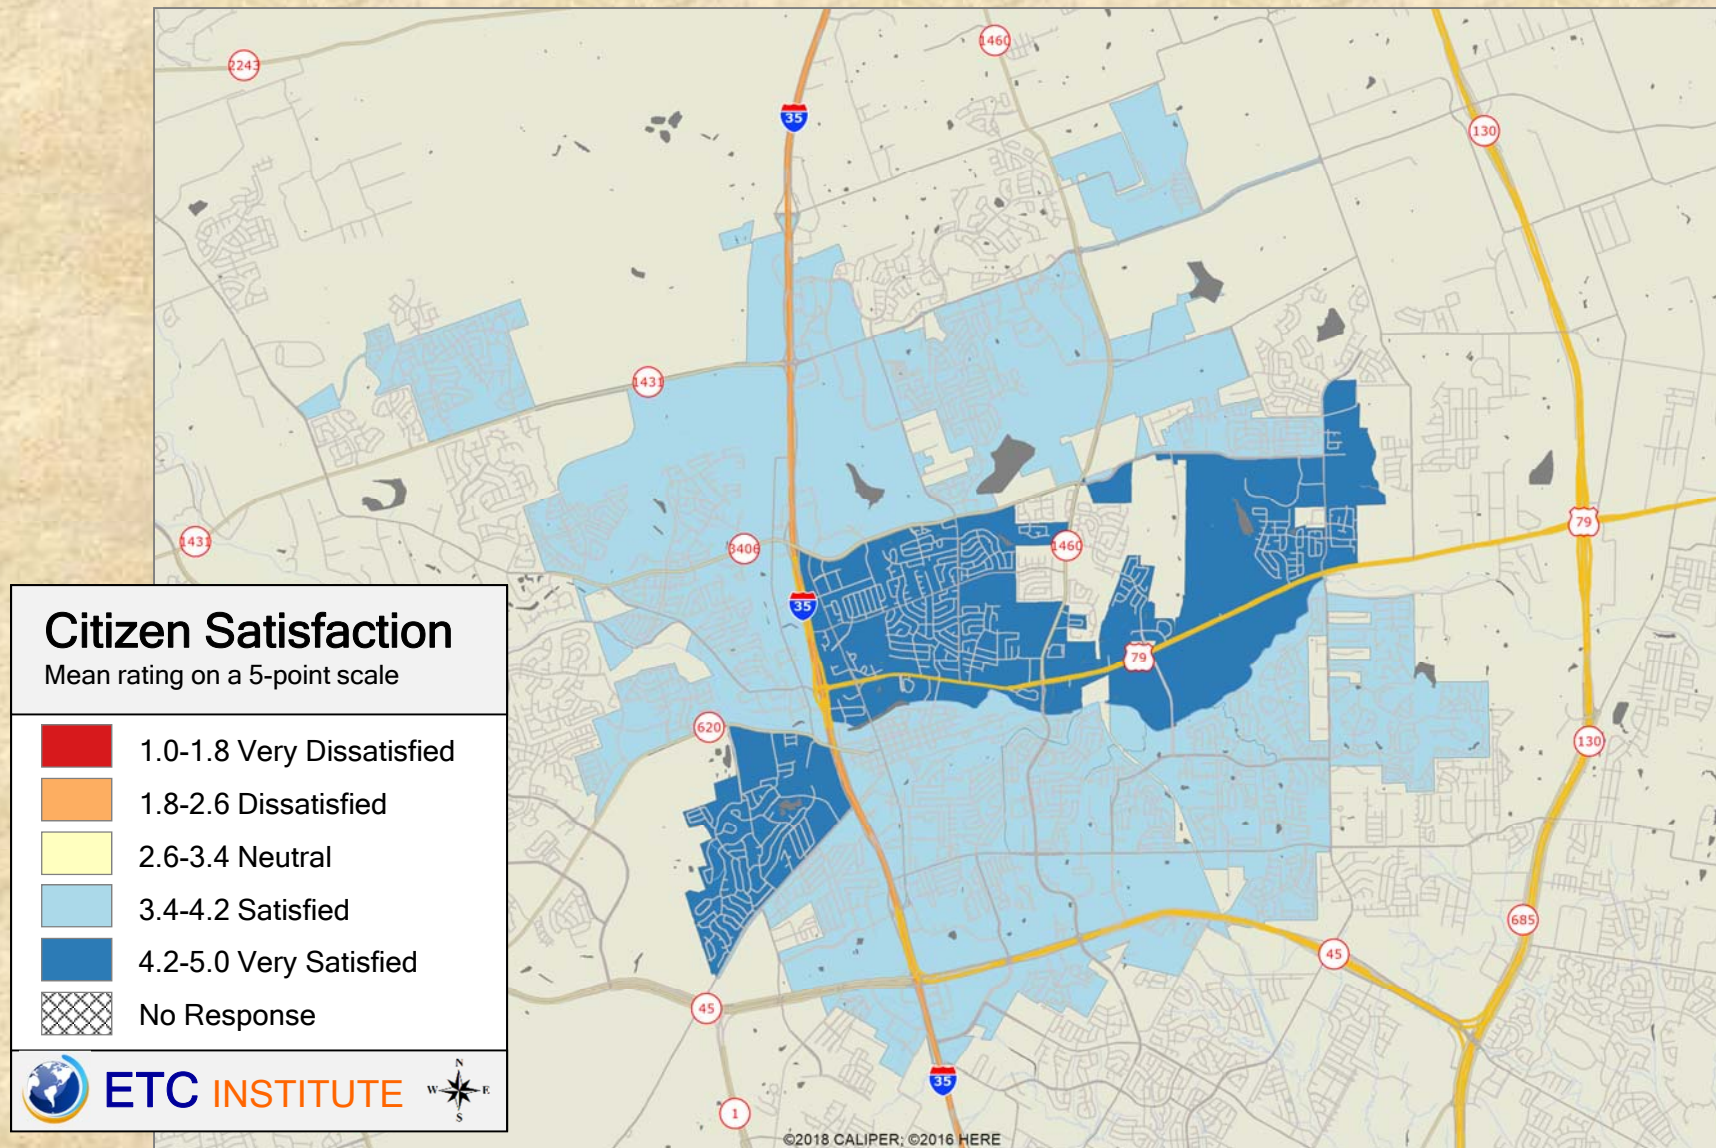 2243
1460
35
130
1431
1431
3406
1460
79
35
79
620
130
685
45
45
35
1
Citizen Satisfaction
Mean rating on a 5-point scale
1.0-1.8 Very Dissatisfied
1.8-2.6 Dissatisfied
2.6-3.4 Neutral
3.4-4.2 Satisfied
4.2-5.0 Very Satisfied
No Response
ETC INSTITUTE
N
W
E
S
©2018 CALIPER; ©2016 HERE